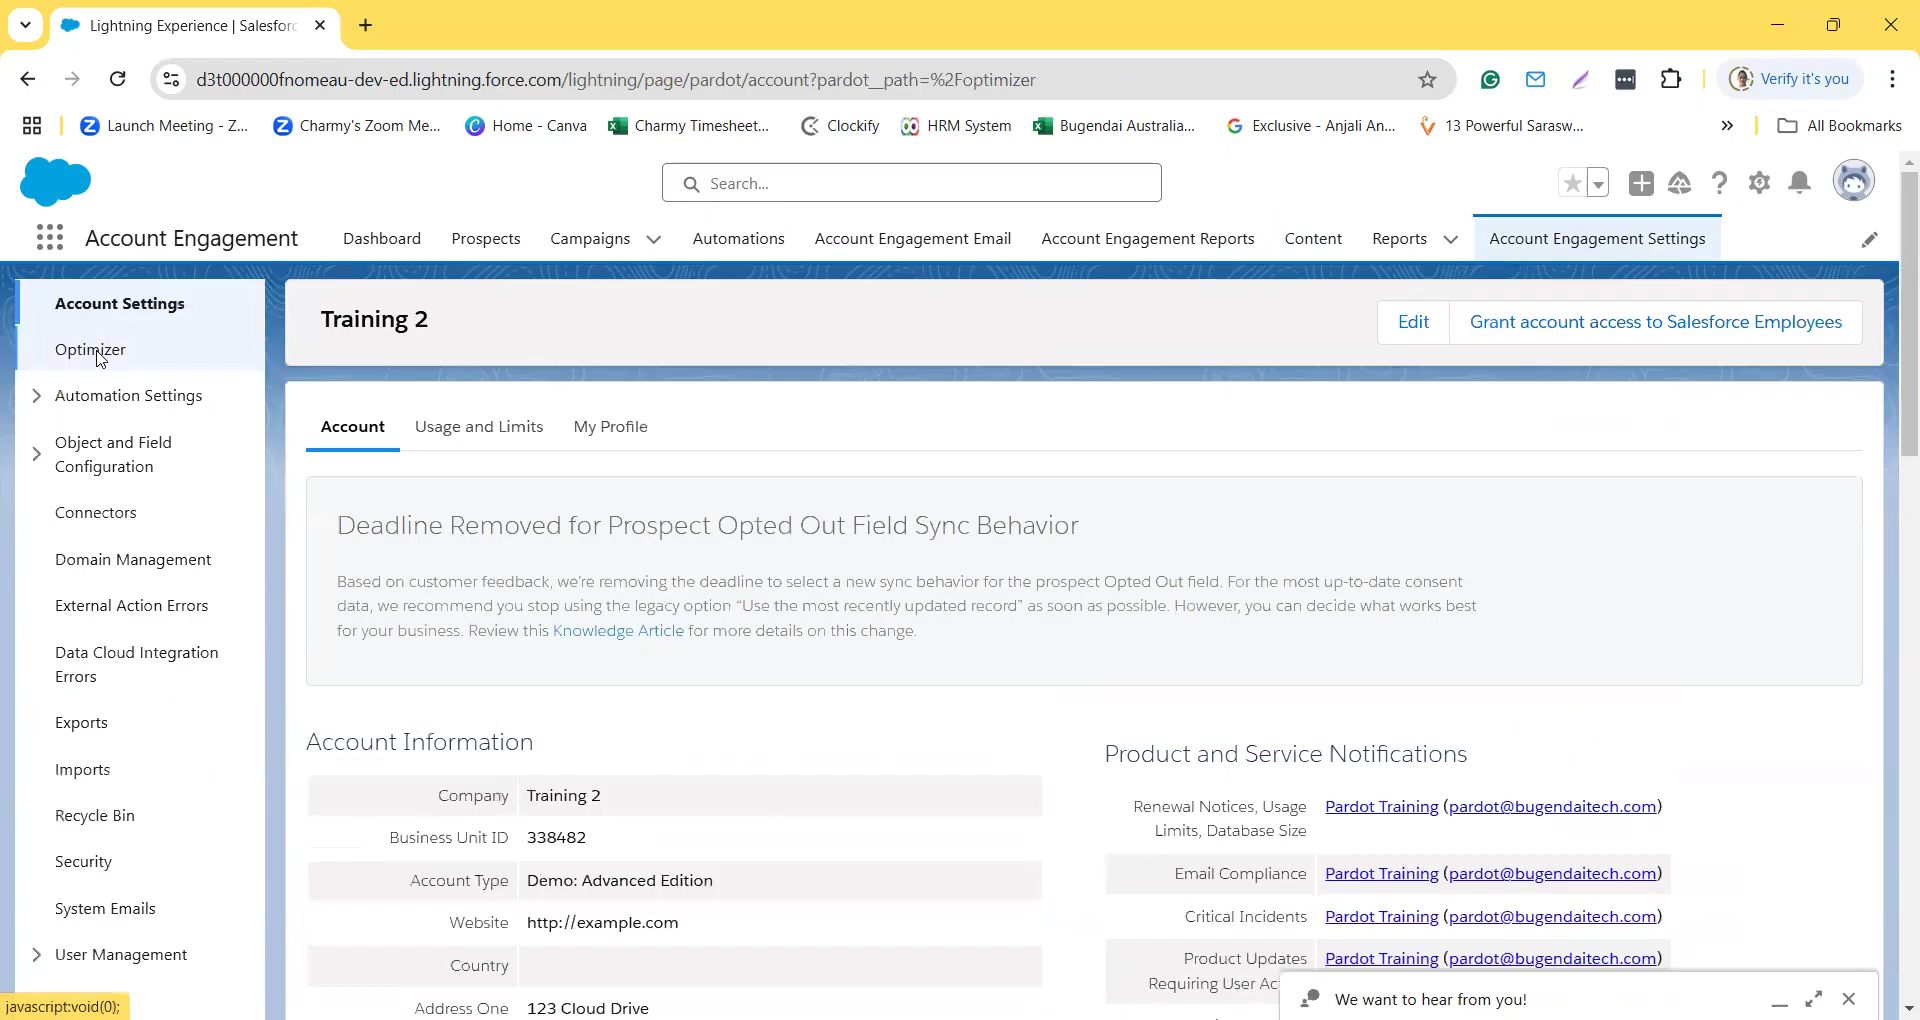 Lightning Experience | Salesforc
d3t000000fnomeau-dev-ed.lightning.force.com/lightning/page/pardot/account?pardot__path=%2Foptimizer
Verify it's you
Launch Meeting - Z...
Charmy's Zoom Me...
Home - Canva
Charmy Timesheet...
Clockify
HRM System
Bugendai Australia...
Exclusive - Anjali An...
13 Powerful Sarasw...
All Bookmarks
Search...
Account Engagement
Dashboard
Prospects
Campaigns
Automations
Account Engagement Email
Account Engagement Reports
Content
Reports
Account Engagement Settings
Account Settings
Optimizer
Automation Settings
Object and Field
Configuration
Connectors
Domain Management
External Action Errors
Data Cloud Integration
Errors
Exports
Imports
Recycle Bin
Security
System Emails
User Management
javascript:void(0);
Training 2
Edit
Grant account access to Salesforce Employees
Account
Usage and Limits
My Profile
Deadline Removed for Prospect Opted Out Field Sync Behavior
Based on customer feedback, we're removing the deadline to select a new sync behavior for the prospect Opted Out field. For the most up-to-date consent
data, we recommend you stop using the legacy option “Use the most recently updated record” as soon as possible. However, you can decide what works best
for your business. Review this Knowledge Article for more details on this change.
Account Information
Company Training 2
Business Unit ID 338482
Account Type Demo: Advanced Edition
Website http://example.com
Country
Address One 123 Cloud Drive
Product and Service Notifications
Renewal Notices, Usage
Limits, Database Size
Pardot Training (pardot@bugendaitech.com)
Email Compliance Pardot Training (pardot@bugendaitech.com)
Critical Incidents Pardot Training (pardot@bugendaitech.com)
Product Updates
Requiring User Ac
Pardot Training (pardot@bugendaitech.com)
We want to hear from you!